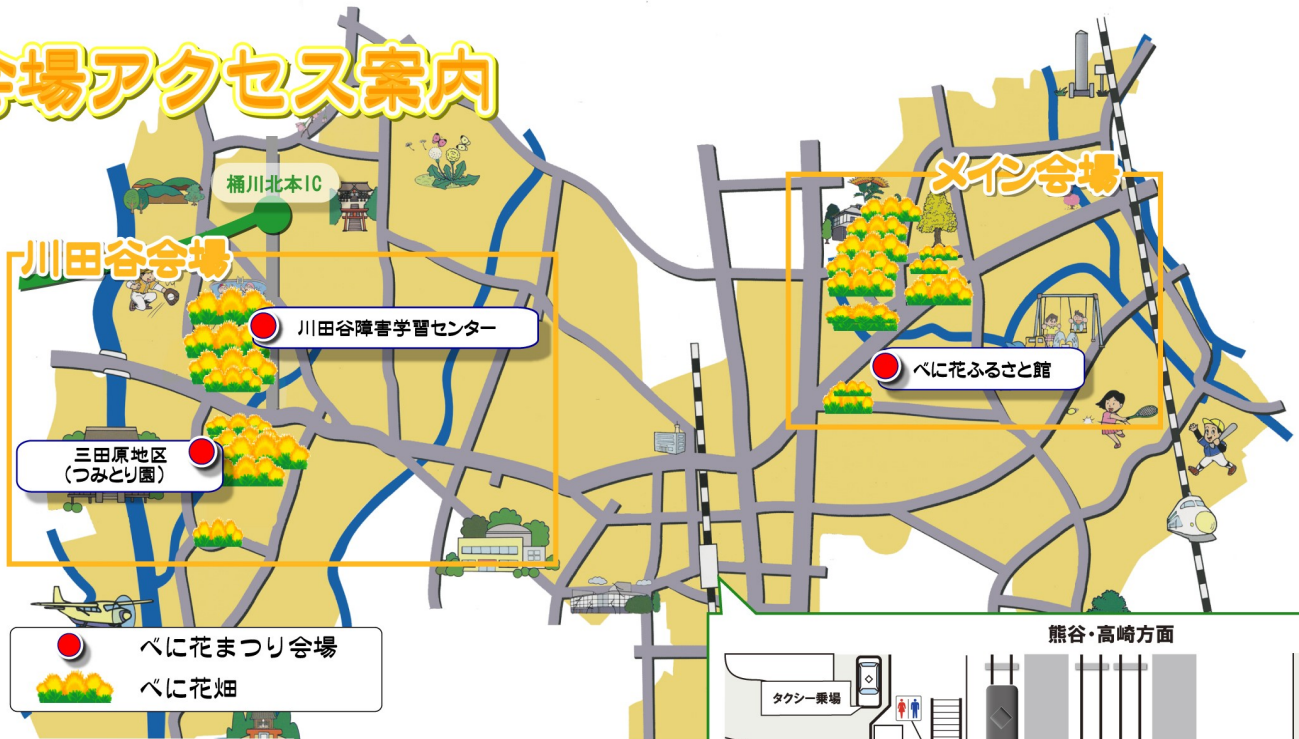 会場アクセス案内
桶川北本IC
メイン会場
川田谷会場
川田谷障害学習センター
べに花ふるさと館
三田原地区
(つみとり園)
べに花まつり会場
べに花畑
熊谷・高崎方面
タクシー乗場